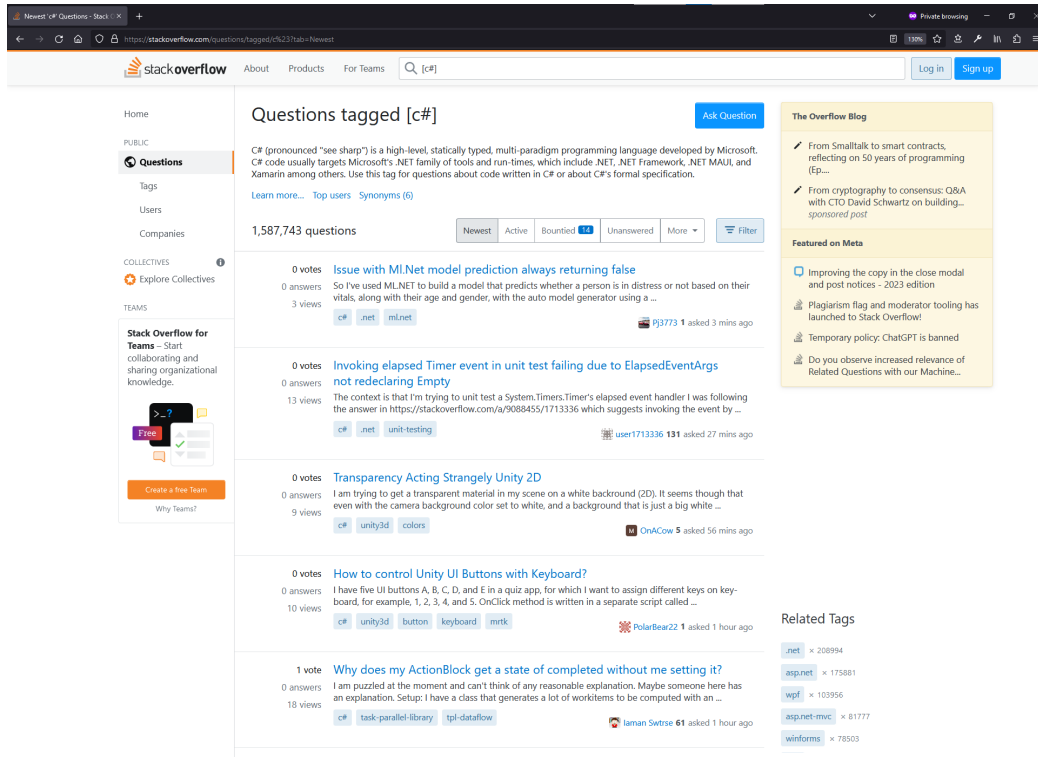 Newest 'c#' Questions - Stack O
Private browsing
https://stackoverflow.com/questions/tagged/c%23?tab=Newest
130%
stackoverflow
About
Products
For Teams
[c#]
Log in
Sign up
Home
PUBLIC
Questions
Tags
Users
Companies
COLLECTIVES
Explore Collectives
TEAMS
Stack Overflow for
Teams – Start
collaborating and
sharing organizational
knowledge.
>_?
Free
Create a free Team
Why Teams?
Questions tagged [c#]
Ask Question
C# (pronounced "see sharp") is a high-level, statically typed, multi-paradigm programming language developed by Microsoft.
C# code usually targets Microsoft's .NET family of tools and run-times, which include .NET, .NET Framework, .NET MAUI, and
Xamarin among others. Use this tag for questions about code written in C# or about C#'s formal specification.
Learn more... Top users Synonyms (6)
1,587,743 questions
Newest
Active
Bountied 14
Unanswered
More
Filter
0 votes
0 answers
3 views
Issue with Ml.Net model prediction always returning false
So I've used ML.NET to build a model that predicts whether a person is in distress or not based on their
vitals, along with their age and gender, with the auto model generator using a ...
c# .net ml.net
Pj3773 1 asked 3 mins ago
0 votes
0 answers
13 views
Invoking elapsed Timer event in unit test failing due to ElapsedEventArgs
not redeclaring Empty
The context is that I'm trying to unit test a System.Timers.Timer's elapsed event handler I was following
the answer in https://stackoverflow.com/a/9088455/1713336 which suggests invoking the event by ...
c# .net unit-testing
user1713336 131 asked 27 mins ago
0 votes
0 answers
9 views
Transparency Acting Strangely Unity 2D
I am trying to get a transparent material in my scene on a white backround (2D). It seems though that
even with the camera background color set to white, and a background that is just a big white ...
c# unity3d colors
OnACow 5 asked 56 mins ago
0 votes
0 answers
10 views
How to control Unity UI Buttons with Keyboard?
I have five UI buttons A, B, C, D, and E in a quiz app, for which I want to assign different keys on key-
board, for example, 1, 2, 3, 4, and 5. OnClick method is written in a separate script called ...
c# unity3d button keyboard mrtk
PolarBear22 1 asked 1 hour ago
1 vote
0 answers
18 views
Why does my ActionBlock get a state of completed without me setting it?
I am puzzled at the moment and can't think of any reasonable explanation. Maybe someone here has
an explanation. Setup: I have a class that generates a lot of workitems to be computed with an ...
c# task-parallel-library tpl-dataflow
Iaman Swtrse 61 asked 1 hour ago
The Overflow Blog
From Smalltalk to smart contracts,
reflecting on 50 years of programming
(Ep....
From cryptography to consensus: Q&A
with CTO David Schwartz on building...
sponsored post
Featured on Meta
Improving the copy in the close modal
and post notices - 2023 edition
Plagiarism flag and moderator tooling has
launched to Stack Overflow!
Temporary policy: ChatGPT is banned
Do you observe increased relevance of
Related Questions with our Machine...
Related Tags
.net × 208994
asp.net × 175881
wpf × 103956
asp.net-mvc × 81777
winforms × 78503